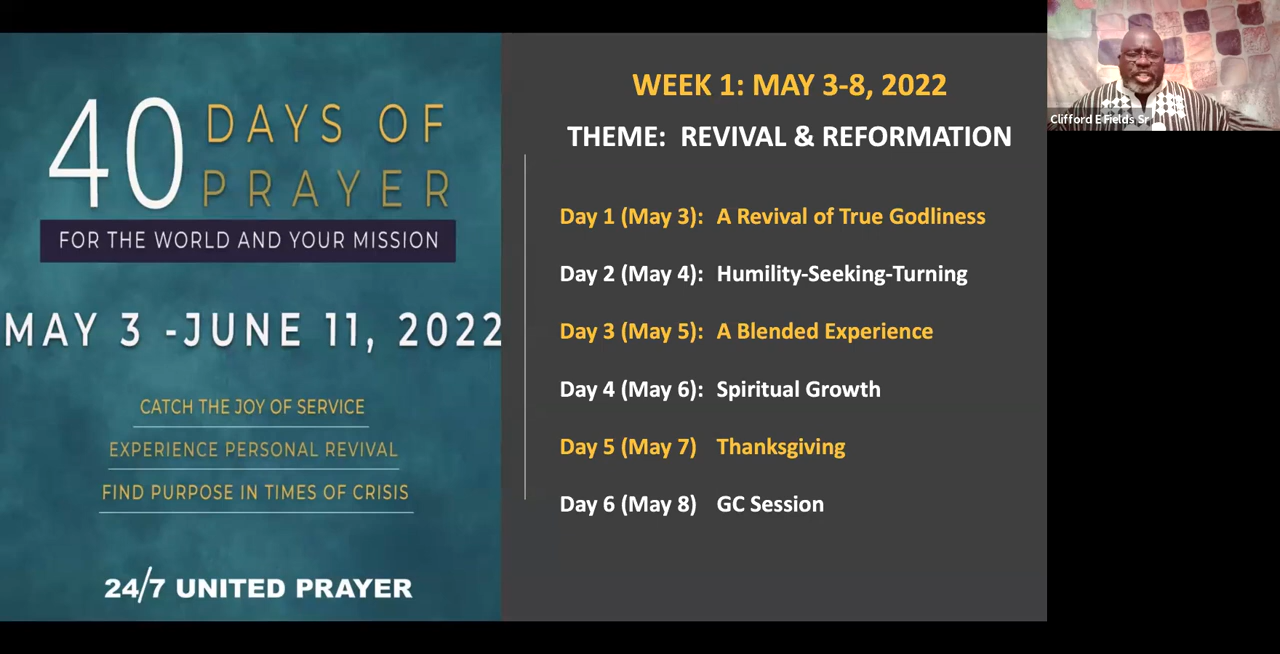 40 DAYS OF
PRAYER
FOR THE WORLD AND YOUR MISSION
MAY 3 -JUNE 11, 2022
CATCH THE JOY OF SERVICE
EXPERIENCE PERSONAL REVIVAL
FIND PURPOSE IN TIMES OF CRISIS
24/7 UNITED PRAYER
WEEK 1: MAY 3-8, 2022
THEME: REVIVAL & REFORMATION
Day 1 (May 3): A Revival of True Godliness
Day 2 (May 4): Humility-Seeking-Turning
Day 3 (May 5): A Blended Experience
Day 4 (May 6): Spiritual Growth
Day 5 (May 7) Thanksgiving
Day 6 (May 8) GC Session
Clifford E Fields Sr